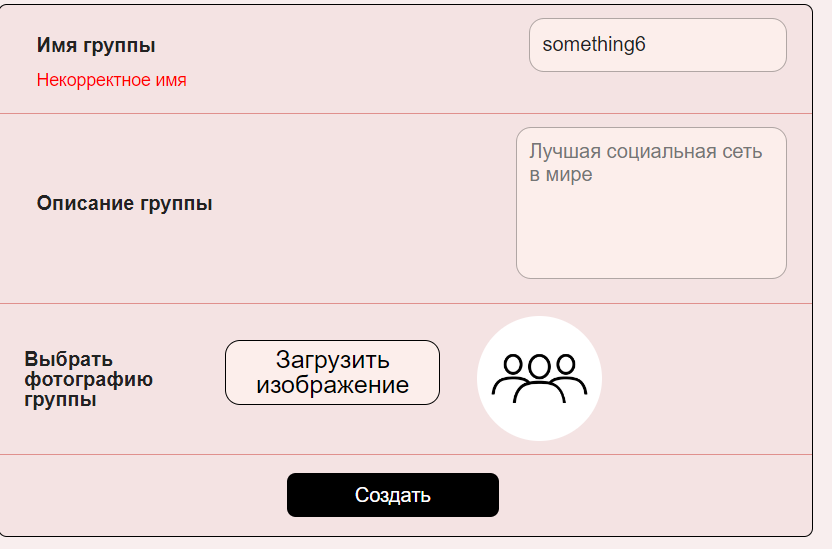 Имя группы
something6
Некорректное имя
Описание группы
Лучшая социальная сеть
в мире
Выбрать
фотографию
группы
Загрузить
изображение
Создать